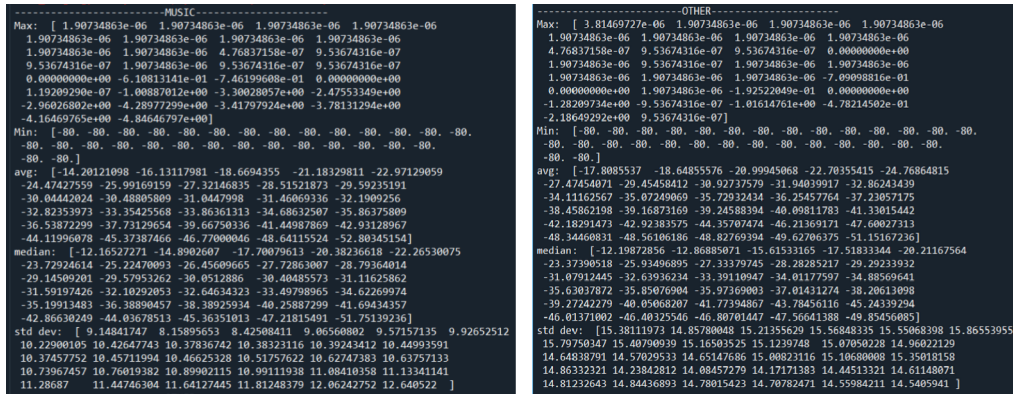 -------------------------MUSIC----------------------
Max:  [ 1.90734863e-06  1.90734863e-06  1.90734863e-06  1.90734863e-06
  1.90734863e-06  1.90734863e-06  1.90734863e-06  1.90734863e-06
  1.90734863e-06  1.90734863e-06  4.76837158e-07  9.53674316e-07
  9.53674316e-07  1.90734863e-06  9.53674316e-07  9.53674316e-07
  0.00000000e+00 -6.10813141e-01 -7.46199608e-01  0.00000000e+00
  1.19209290e-07 -1.00887012e+00 -3.30028057e+00 -2.47553349e+00
 -2.96026802e+00 -4.28977299e+00 -3.41797924e+00 -3.78131294e+00
 -4.16469765e+00 -4.84646797e+00]
Min:  [-80. -80. -80. -80. -80. -80. -80. -80. -80. -80. -80. -80. -80. -80.
 -80. -80. -80. -80. -80. -80. -80. -80. -80. -80. -80. -80. -80. -80.
 -80. -80.]
avg:  [-14.20121098 -16.13117981 -18.6694355  -21.18329811 -22.97129059
 -24.47427559 -25.99169159 -27.32146835 -28.51521873 -29.59235191
 -30.04442024 -30.48805809 -31.0447998  -31.46069336 -32.1909256
 -32.82353973 -33.35425568 -33.86361313 -34.68632507 -35.86375809
 -36.53872299 -37.73129654 -39.66750336 -41.44987869 -42.93128967
 -44.11996078 -45.37387466 -46.77000046 -48.64115524 -52.80345154]
median:  [-12.16527271 -14.8902607  -17.70079613 -20.38236618 -22.26530075
 -23.72924614 -25.22470093 -26.45609665 -27.72863007 -28.79364014
 -29.14509201 -29.57953262 -30.0512886  -30.40485573 -31.11625862
 -31.59197426 -32.10292053 -32.64634323 -33.49798965 -34.62269974
 -35.19913483 -36.38890457 -38.38925934 -40.25887299 -41.69434357
 -42.86630249 -44.03678513 -45.36351013 -47.21815491 -51.75139236]
std dev:  [ 9.14841747  8.15895653  8.42508411  9.06560802  9.57157135  9.92652512
 10.22900105 10.42647743 10.37836742 10.38323116 10.39243412 10.44993591
 10.37457752 10.45711994 10.46625328 10.51757622 10.62747383 10.63757133
 10.73967457 10.76019382 10.89902115 10.99111938 11.08410358 11.13341141
 11.28687    11.44746304 11.64127445 11.81248379 12.06242752 12.640522  ]
-------------------------OTHER----------------------
Max:  [ 3.81469727e-06  1.90734863e-06  1.90734863e-06  1.90734863e-06
  1.90734863e-06  1.90734863e-06  1.90734863e-06  1.90734863e-06
  4.76837158e-07  9.53674316e-07  9.53674316e-07  0.00000000e+00
  1.90734863e-06  1.90734863e-06  1.90734863e-06  9.53674316e-07
  1.90734863e-06  1.90734863e-06  1.90734863e-06 -7.09098816e-01
  0.00000000e+00  1.90734863e-06 -1.92522049e-01  0.00000000e+00
 -1.28209734e+00 -9.53674316e-07 -1.01614761e+00 -4.78214502e-01
 -2.18649292e+00  9.53674316e-07]
Min:  [-80. -80. -80. -80. -80. -80. -80. -80. -80. -80. -80. -80. -80. -80.
 -80. -80. -80. -80. -80. -80. -80. -80. -80. -80. -80. -80. -80. -80.
 -80. -80.]
avg:  [-17.8085537  -18.64855576 -20.99945068 -22.70355415 -24.76864815
 -27.47454071 -29.45458412 -30.92737579 -31.94039917 -32.86243439
 -34.11162567 -35.07249069 -35.72932434 -36.25457764 -37.23057175
 -38.45862198 -39.16873169 -39.24588394 -40.09811783 -41.33015442
 -42.18291473 -42.92383575 -44.35707474 -46.21369171 -47.60027313
 -48.34460831 -48.56106186 -48.82769394 -49.62706375 -51.15167236]
median:  [-12.19872856 -12.86885071 -15.61533165 -17.51833344 -20.21167564
 -23.37390518 -25.93496895 -27.33379745 -28.28285217 -29.29233932
 -31.07912445 -32.63936234 -33.39110947 -34.01177597 -34.88569641
 -35.63037872 -35.85076904 -35.97369003 -37.01431274 -38.20613098
 -39.27242279 -40.05068207 -41.77394867 -43.78456116 -45.24339294
 -46.01371002 -46.40325546 -46.80701447 -47.56641388 -49.85456085]
std dev:  [15.38111973 14.85780048 15.21355629 15.56848335 15.55068398 15.86553955
 15.79750347 15.40790939 15.16503525 15.1239748  15.07050228 14.96022129
 14.64838791 14.57029533 14.65147686 15.00823116 15.10680008 15.35018158
 14.86332321 14.23842812 14.08457279 14.17171383 14.44513321 14.61148071
 14.81232643 14.84436893 14.78015423 14.70782471 14.55984211 14.5405941 ]